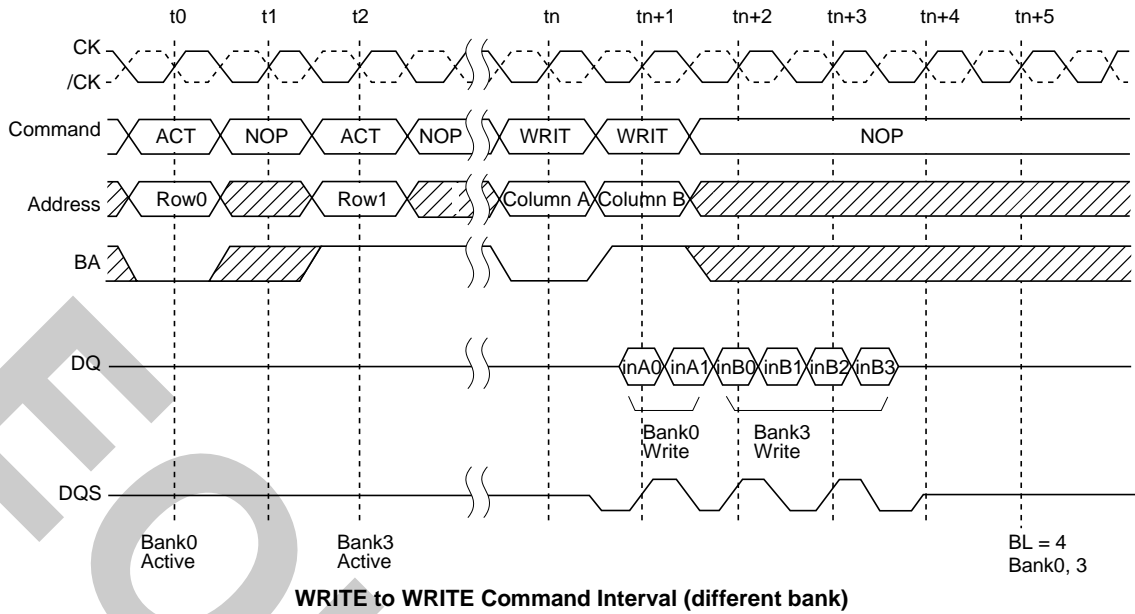 t0 t1 t2 tn tn+1 tn+2 tn+3 tn+4 tn+5
CK
/CK
Command ACT NOP ACT NOP WRIT WRIT NOP
Address Row0 Row1 Column A Column B
BA
DQ inA0 inA1 inB0 inB1 inB2 inB3
Bank0 Bank3
Write Write
DQS
Bank0 Bank3 BL = 4
Active Active Bank0, 3
WRITE to WRITE Command Interval (different bank)